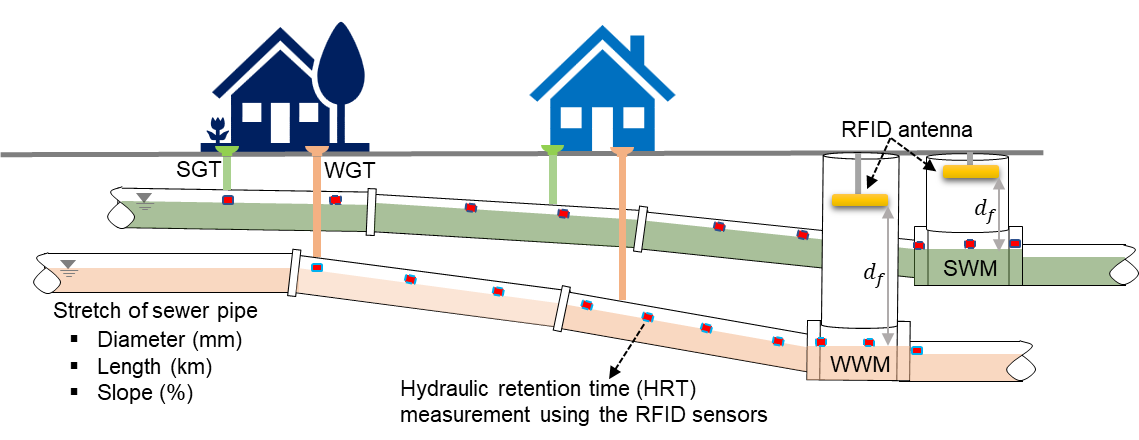 RFID antenna
SGT
WGT
d_f
d_f
SWM
WWM
Stretch of sewer pipe
▪ Diameter (mm)
▪ Length (km)
▪ Slope (%)
Hydraulic retention time (HRT)
measurement using the RFID sensors